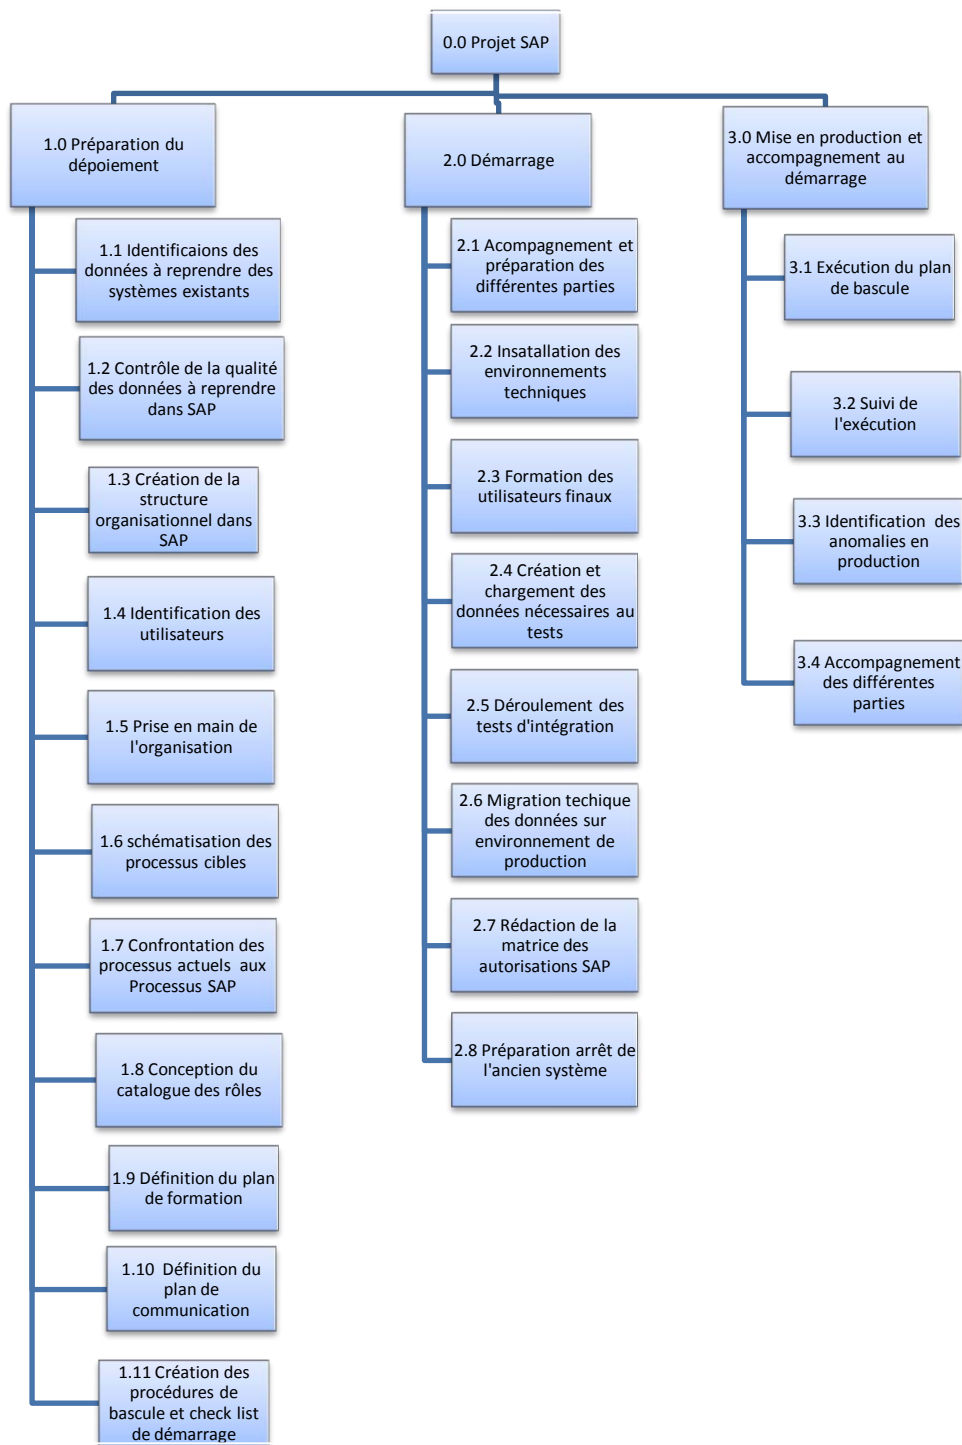 0.0 Projet SAP
1.0 Préparation du
dépoiement
1.1 Identificaions des
données à reprendre des
systèmes existants
1.2 Contrôle de la qualité
des données à reprendre
dans SAP
1.3 Création de la
structure
organisationnel dans
SAP
1.4 Identification des
utilisateurs
1.5 Prise en main de
l'organisation
1.6 schématisation des
processus cibles
1.7 Confrontation des
processus actuels aux
Processus SAP
1.8 Conception du
catalogue des rôles
1.9 Définition du plan
de formation
1.10 Définition du
plan de
communication
1.11 Création des
procédures de
bascule et check list
de démarrage
2.0 Démarrage
2.1 Acompagnement et
préparation des
différentes parties
2.2 Insatallation des
environnements
techniques
2.3 Formation des
utilisateurs finaux
2.4 Création et
chargement des
données nécessaires au
tests
2.5 Déroulement des
tests d'intégration
2.6 Migration techique
des données sur
environnement de
production
2.7 Rédaction de la
matrice des
autorisations SAP
2.8 Préparation arrêt de
l'ancien système
3.0 Mise en production et
accompagnement au
démarrage
3.1 Exécution du plan
de bascule
3.2 Suivi de
l'exécution
3.3 Identification des
anomalies en
production
3.4 Accompagnement
des différentes
parties